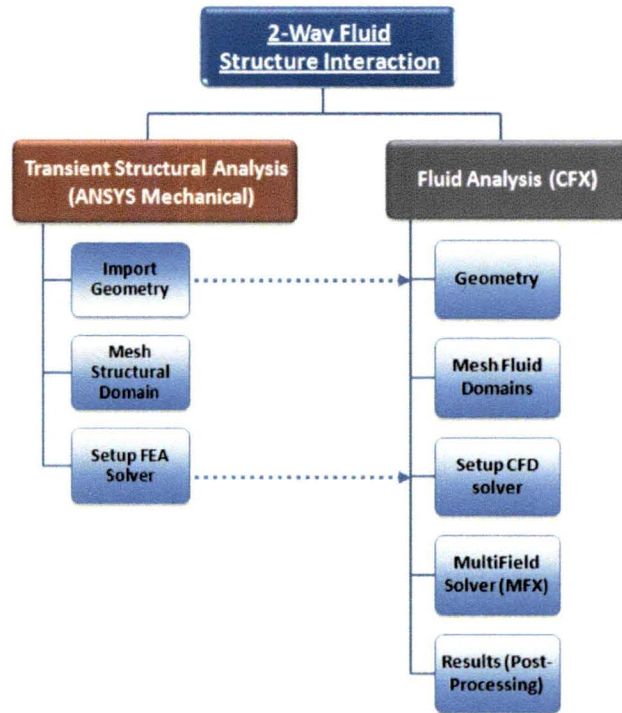 2-Way Fluid
Structure Interaction
Transient Structural Analysis
(ANSYS Mechanical)
Fluid Analysis (CFX)
Import
Geometry
Geometry
Mesh
Structural
Domain
Mesh Fluid
Domains
Setup FEA
Solver
Setup CFD
solver
MultiField
Solver (MFX)
Results (Post-
Processing)